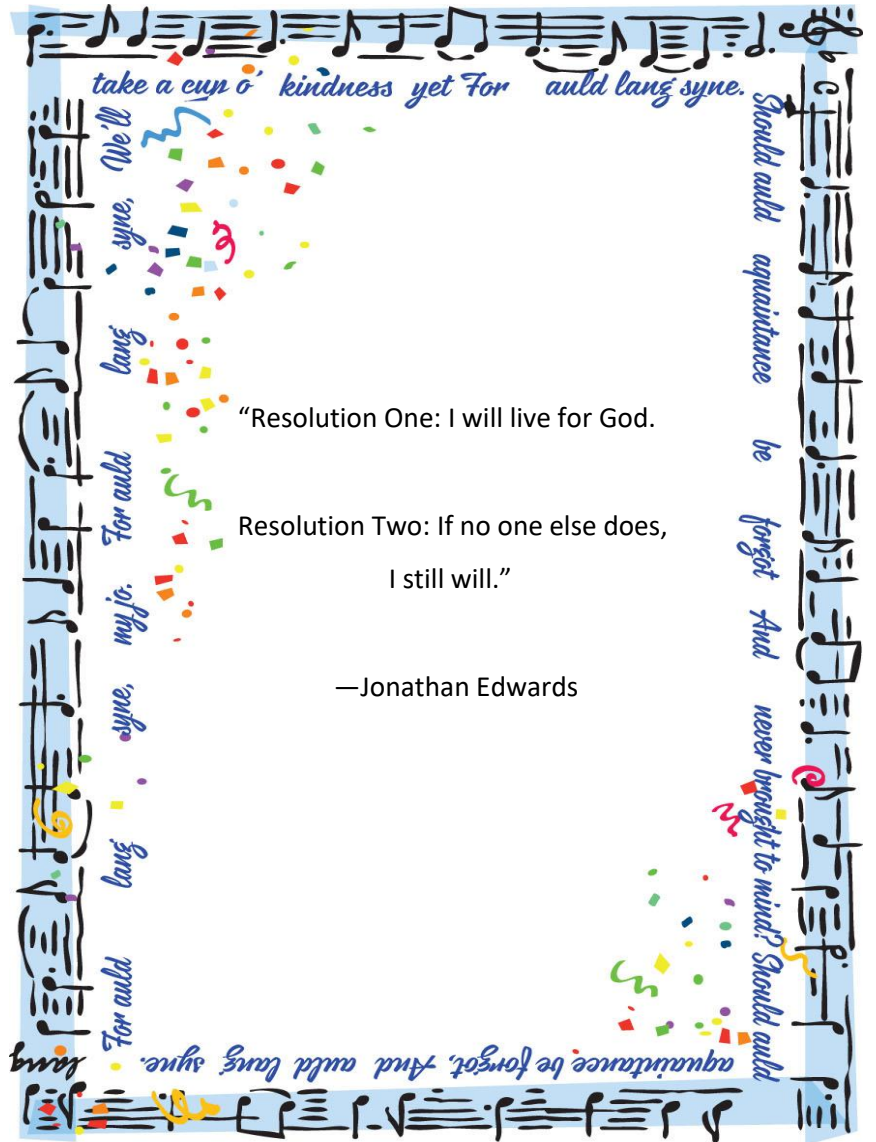 Should auld aquaintance be forgot And never brought to mind? Should auld
aquaintance be forgot, And auld lang syne.
For auld lang syne, my jo. For auld lang syne, We'll
take a cup o' kindness yet For auld lang syne.
“Resolution One: I will live for God.
Resolution Two: If no one else does,
I still will.”
—Jonathan Edwards